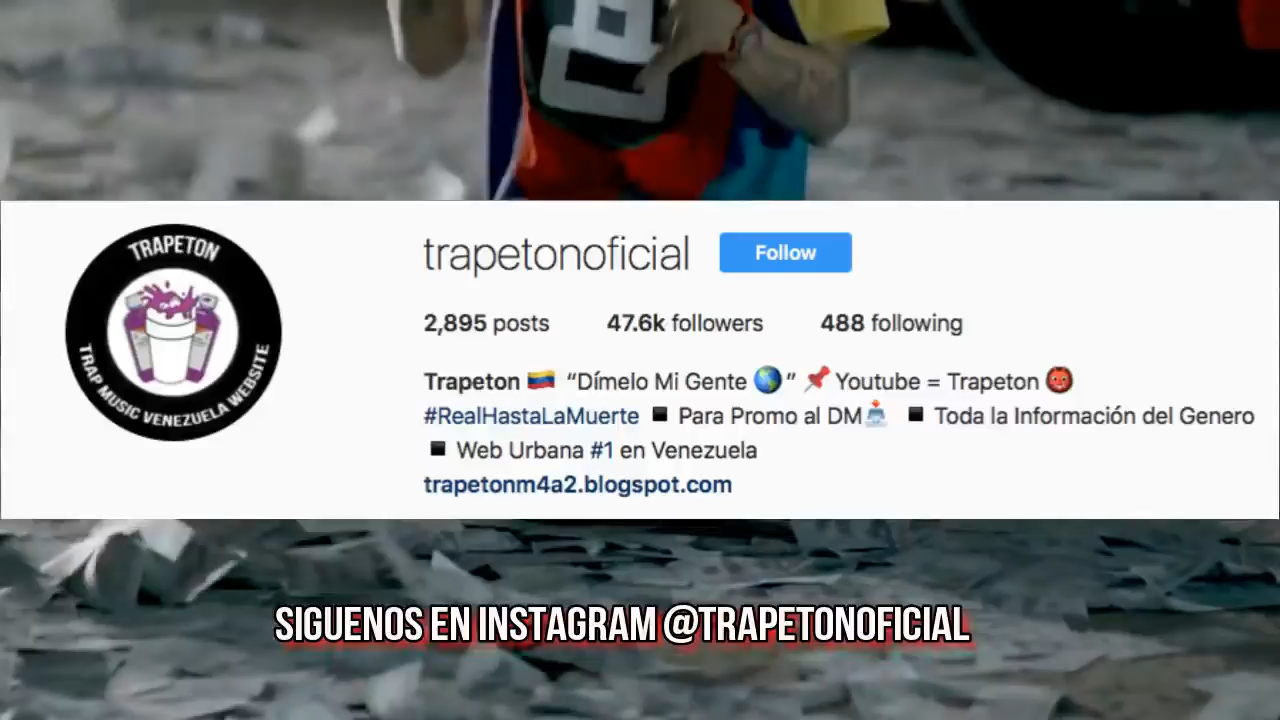 TRAPETON
TRAP MUSIC VENEZUELA WEBSITE
trapetonoficial
Follow
2,895 posts 47.6k followers 488 following
Trapeton 🇻🇪 “Dímelo Mi Gente 🌎” 📌 Youtube = Trapeton 👹
#RealHastaLaMuerte ◾ Para Promo al DM📩 ◾ Toda la Información del Genero
◾ Web Urbana #1 en Venezuela
trapetonm4a2.blogspot.com
SIGUENOS EN INSTAGRAM @TRAPETONOFICIAL